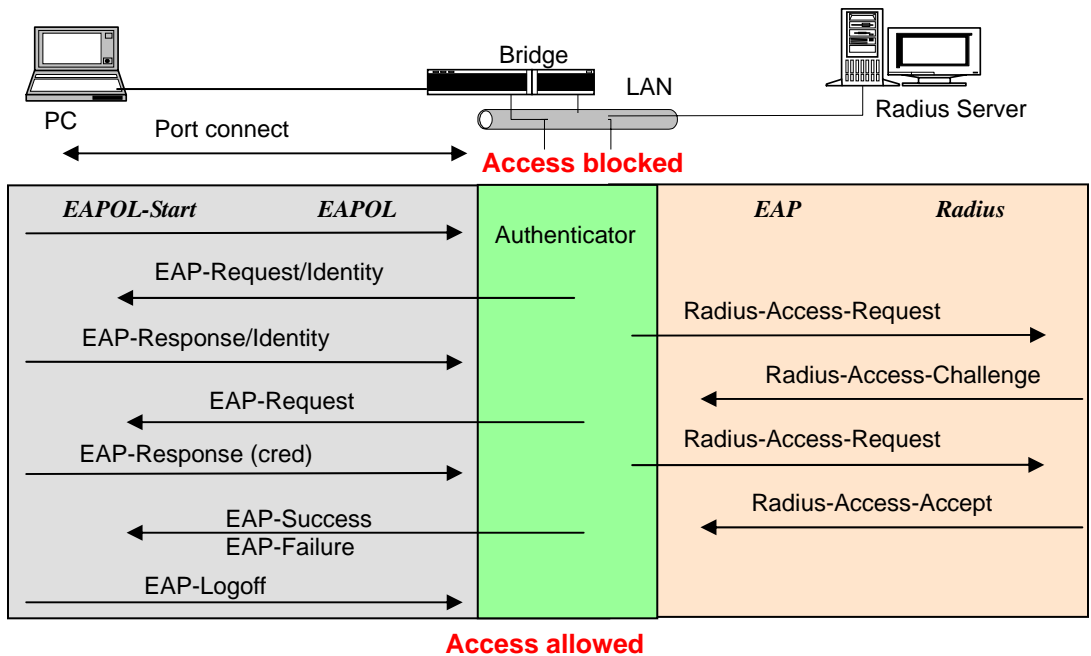 Bridge
LAN
PC
Radius Server
Port connect
Access blocked
EAPOL-Start
EAPOL
EAP
Radius
Authenticator
EAP-Request/Identity
Radius-Access-Request
EAP-Response/Identity
Radius-Access-Challenge
EAP-Request
Radius-Access-Request
EAP-Response (cred)
Radius-Access-Accept
EAP-Success
EAP-Failure
EAP-Logoff
Access allowed